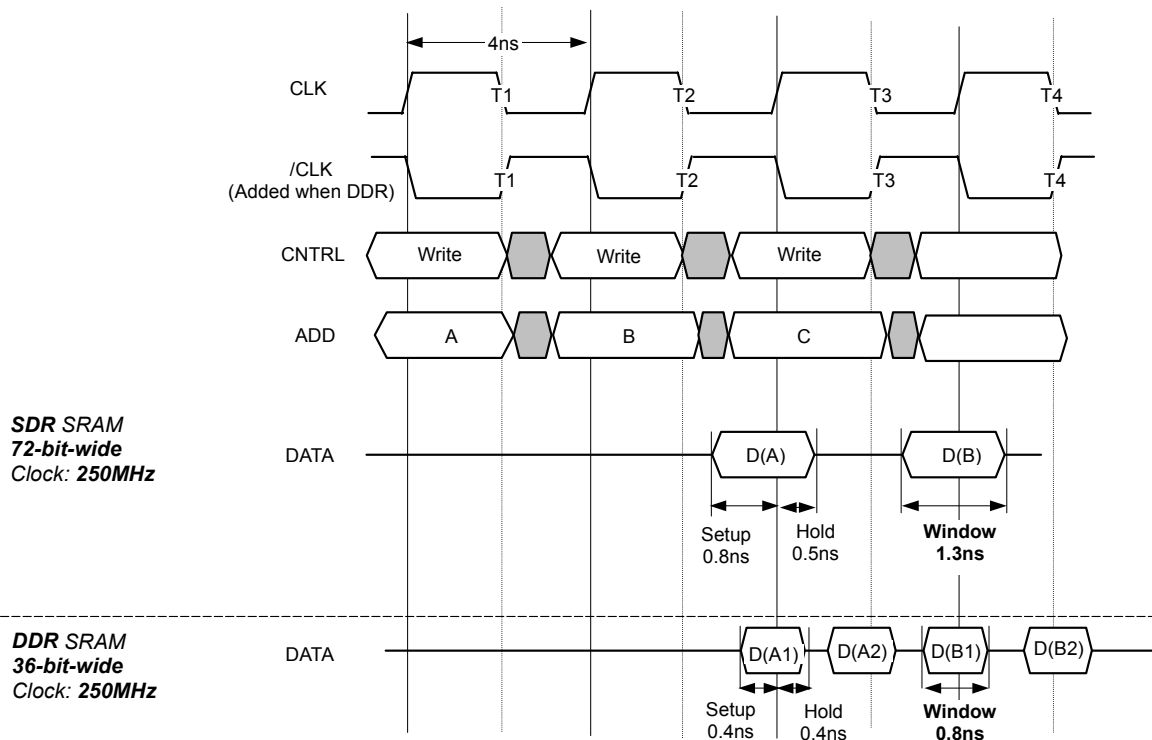 4ns
CLK
T1
T2
T3
T4
/CLK
(Added when DDR)
T1
T2
T3
T4
CNTRL
Write
Write
Write
ADD
A
B
C
SDR SRAM
72-bit-wide
Clock: 250MHz
DATA
D(A)
D(B)
Setup
0.8ns
Hold
0.5ns
Window
1.3ns
DDR SRAM
36-bit-wide
Clock: 250MHz
DATA
D(A1)
D(A2)
D(B1)
D(B2)
Setup
0.4ns
Hold
0.4ns
Window
0.8ns